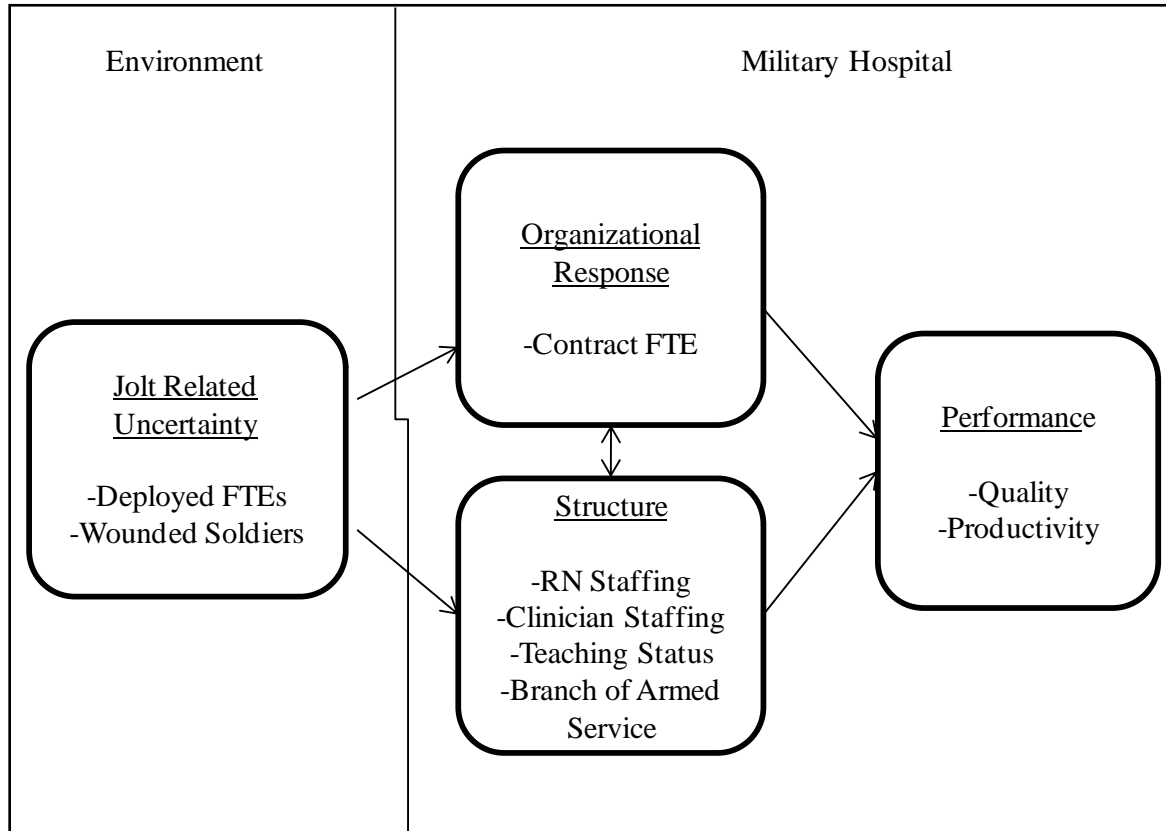 Environment
Military Hospital
Jolt Related
Uncertainty
-Deployed FTEs
-Wounded Soldiers
Organizational
Response
-Contract FTE
Structure
-RN Staffing
-Clinician Staffing
-Teaching Status
-Branch of Armed
Service
Performance
-Quality
-Productivity